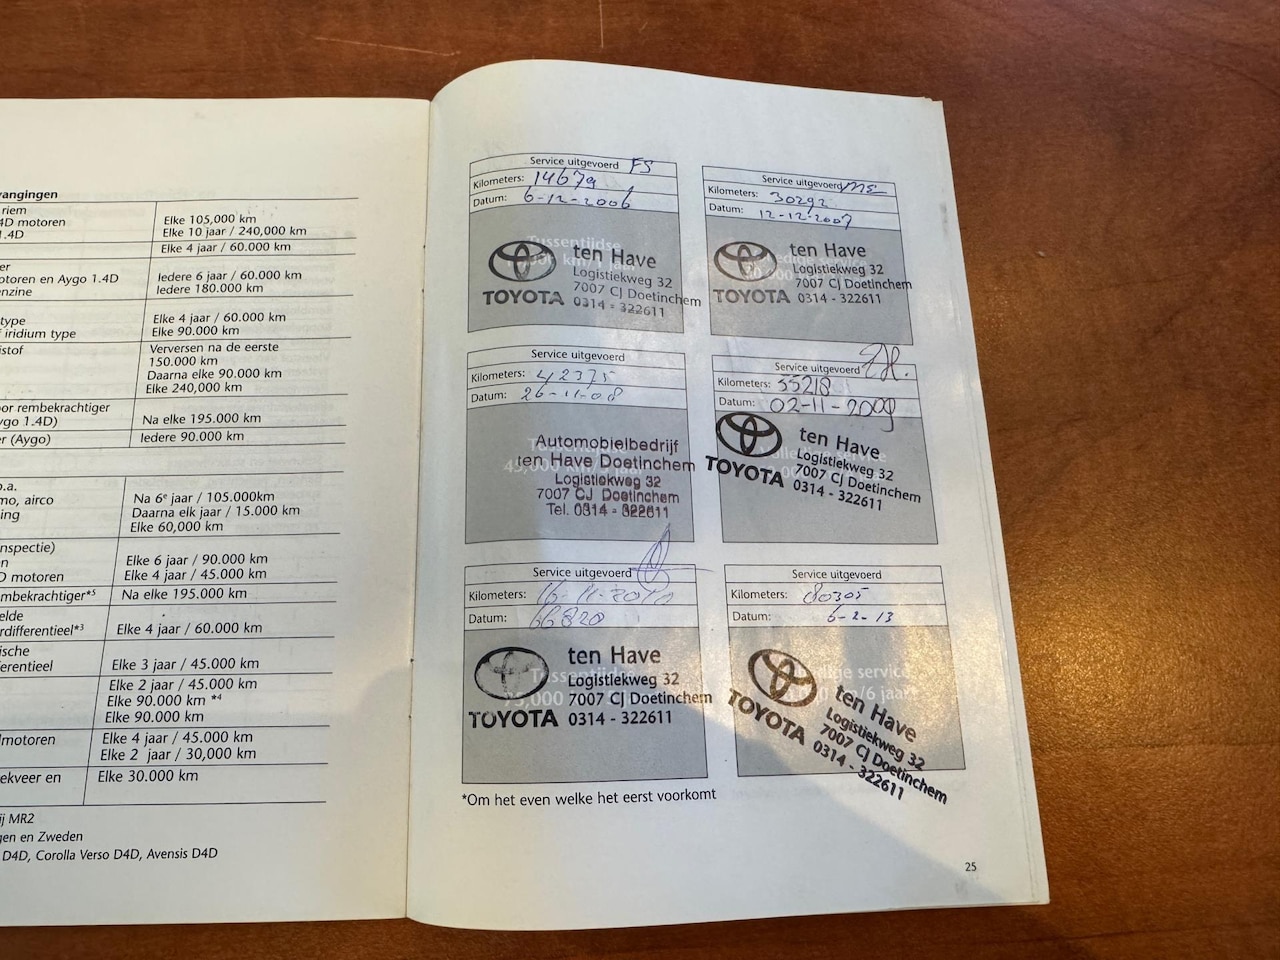 vangingen
riem
4D motoren
1.4D
Elke 105,000 km
Elke 10 jaar / 240,000 km
Elke 4 jaar / 60.000 km
er
otoren en Aygo 1.4D
enzine
Iedere 6 jaar / 60.000 km
Iedere 180.000 km
type
f iridium type
Elke 4 jaar / 60.000 km
Elke 90.000 km
istof
Verversen na de eerste
150.000 km
Daarna elke 90.000 km
Elke 240,000 km
oor rembekrachtiger
ygo 1.4D)
Na elke 195.000 km
er (Aygo)
Iedere 90.000 km
o.a.
mo, airco
ing
Na 6e jaar / 105.000km
Daarna elk jaar / 15.000 km
Elke 60,000 km
inspectie)
en
D motoren
Elke 6 jaar / 90.000 km
Elke 4 jaar / 45.000 km
embekrachtiger*5
Na elke 195.000 km
elde
rdifferentieel*3
Elke 4 jaar / 60.000 km
ische
ferentieel
Elke 3 jaar / 45.000 km
Elke 2 jaar / 45.000 km
Elke 90.000 km *4
Elke 90.000 km
lmotoren
Elke 4 jaar / 45.000 km
Elke 2 jaar / 30,000 km
ekveer en
Elke 30.000 km
ij MR2
gen en Zweden
D4D, Corolla Verso D4D, Avensis D4D
Service uitgevoerd FS
Kilometers: 14679
Datum: 6-12-2006
Tussentijdse
ten Have
Logistiekweg 32
7007 CJ Doetinchem
TOYOTA 0314 - 322611
Service uitgevoerd
Kilometers: 30292
Datum: 12-12-2007
ten Have
Logistiekweg 32
7007 CJ Doetinchem
TOYOTA 0314 - 322611
Service uitgevoerd
Kilometers: 42375
Datum: 26-11-08
Tussentijdse
Automobielbedrijf
ten Have Doetinchem
Logistiekweg 32
7007 CJ Doetinchem
Tel. 0314 - 322611
Service uitgevoerd
Kilometers: 55218
Datum: 02-11-2009
Volledige service
ten Have
Logistiekweg 32
7007 CJ Doetinchem
TOYOTA 0314 - 322611
Service uitgevoerd
Kilometers: 16-11-2010
Datum: 66820
Tussentijdse
ten Have
Logistiekweg 32
7007 CJ Doetinchem
TOYOTA 0314 - 322611
Service uitgevoerd
Kilometers: 80305
Datum: 6-2-13
ten Have
Logistiekweg 32
7007 CJ Doetinchem
TOYOTA 0314 - 322611
*Om het even welke het eerst voorkomt
25